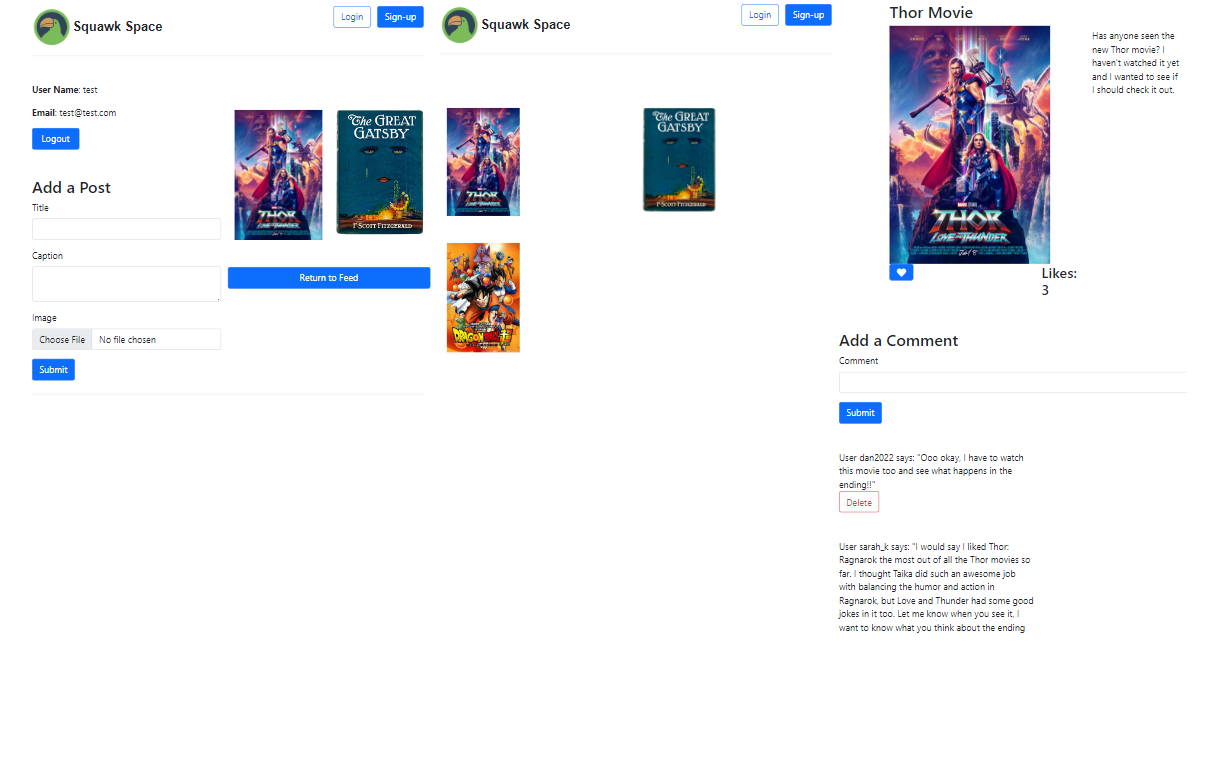 Squawk Space
Login
Sign-up
User Name: test
Email: test@test.com
Logout
Add a Post
Title
Caption
Image
Choose File
No file chosen
Submit
THOR
LOVE AND THUNDER
The GREAT
GATSBY
F·SCOTT FITZGERALD
Return to Feed
Squawk Space
Login
Sign-up
THOR
LOVE AND THUNDER
The GREAT
GATSBY
F·SCOTT FITZGERALD
DRAGONBALL
Thor Movie
MARVEL STUDIOS
THOR
LOVE AND THUNDER
JULY 8
Has anyone seen the
new Thor movie? I
haven't watched it yet
and I wanted to see if
I should check it out.
Likes:
3
Add a Comment
Comment
Submit
User dan2022 says: "Ooo okay, I have to watch
this movie too and see what happens in the
ending!!"
Delete
User sarah_k says: "I would say I liked Thor:
Ragnarok the most out of all the Thor movies so
far. I thought Taika did such an awesome job
with balancing the humor and action in
Ragnarok, but Love and Thunder had some good
jokes in it too. Let me know when you see it, I
want to know what you think about the ending